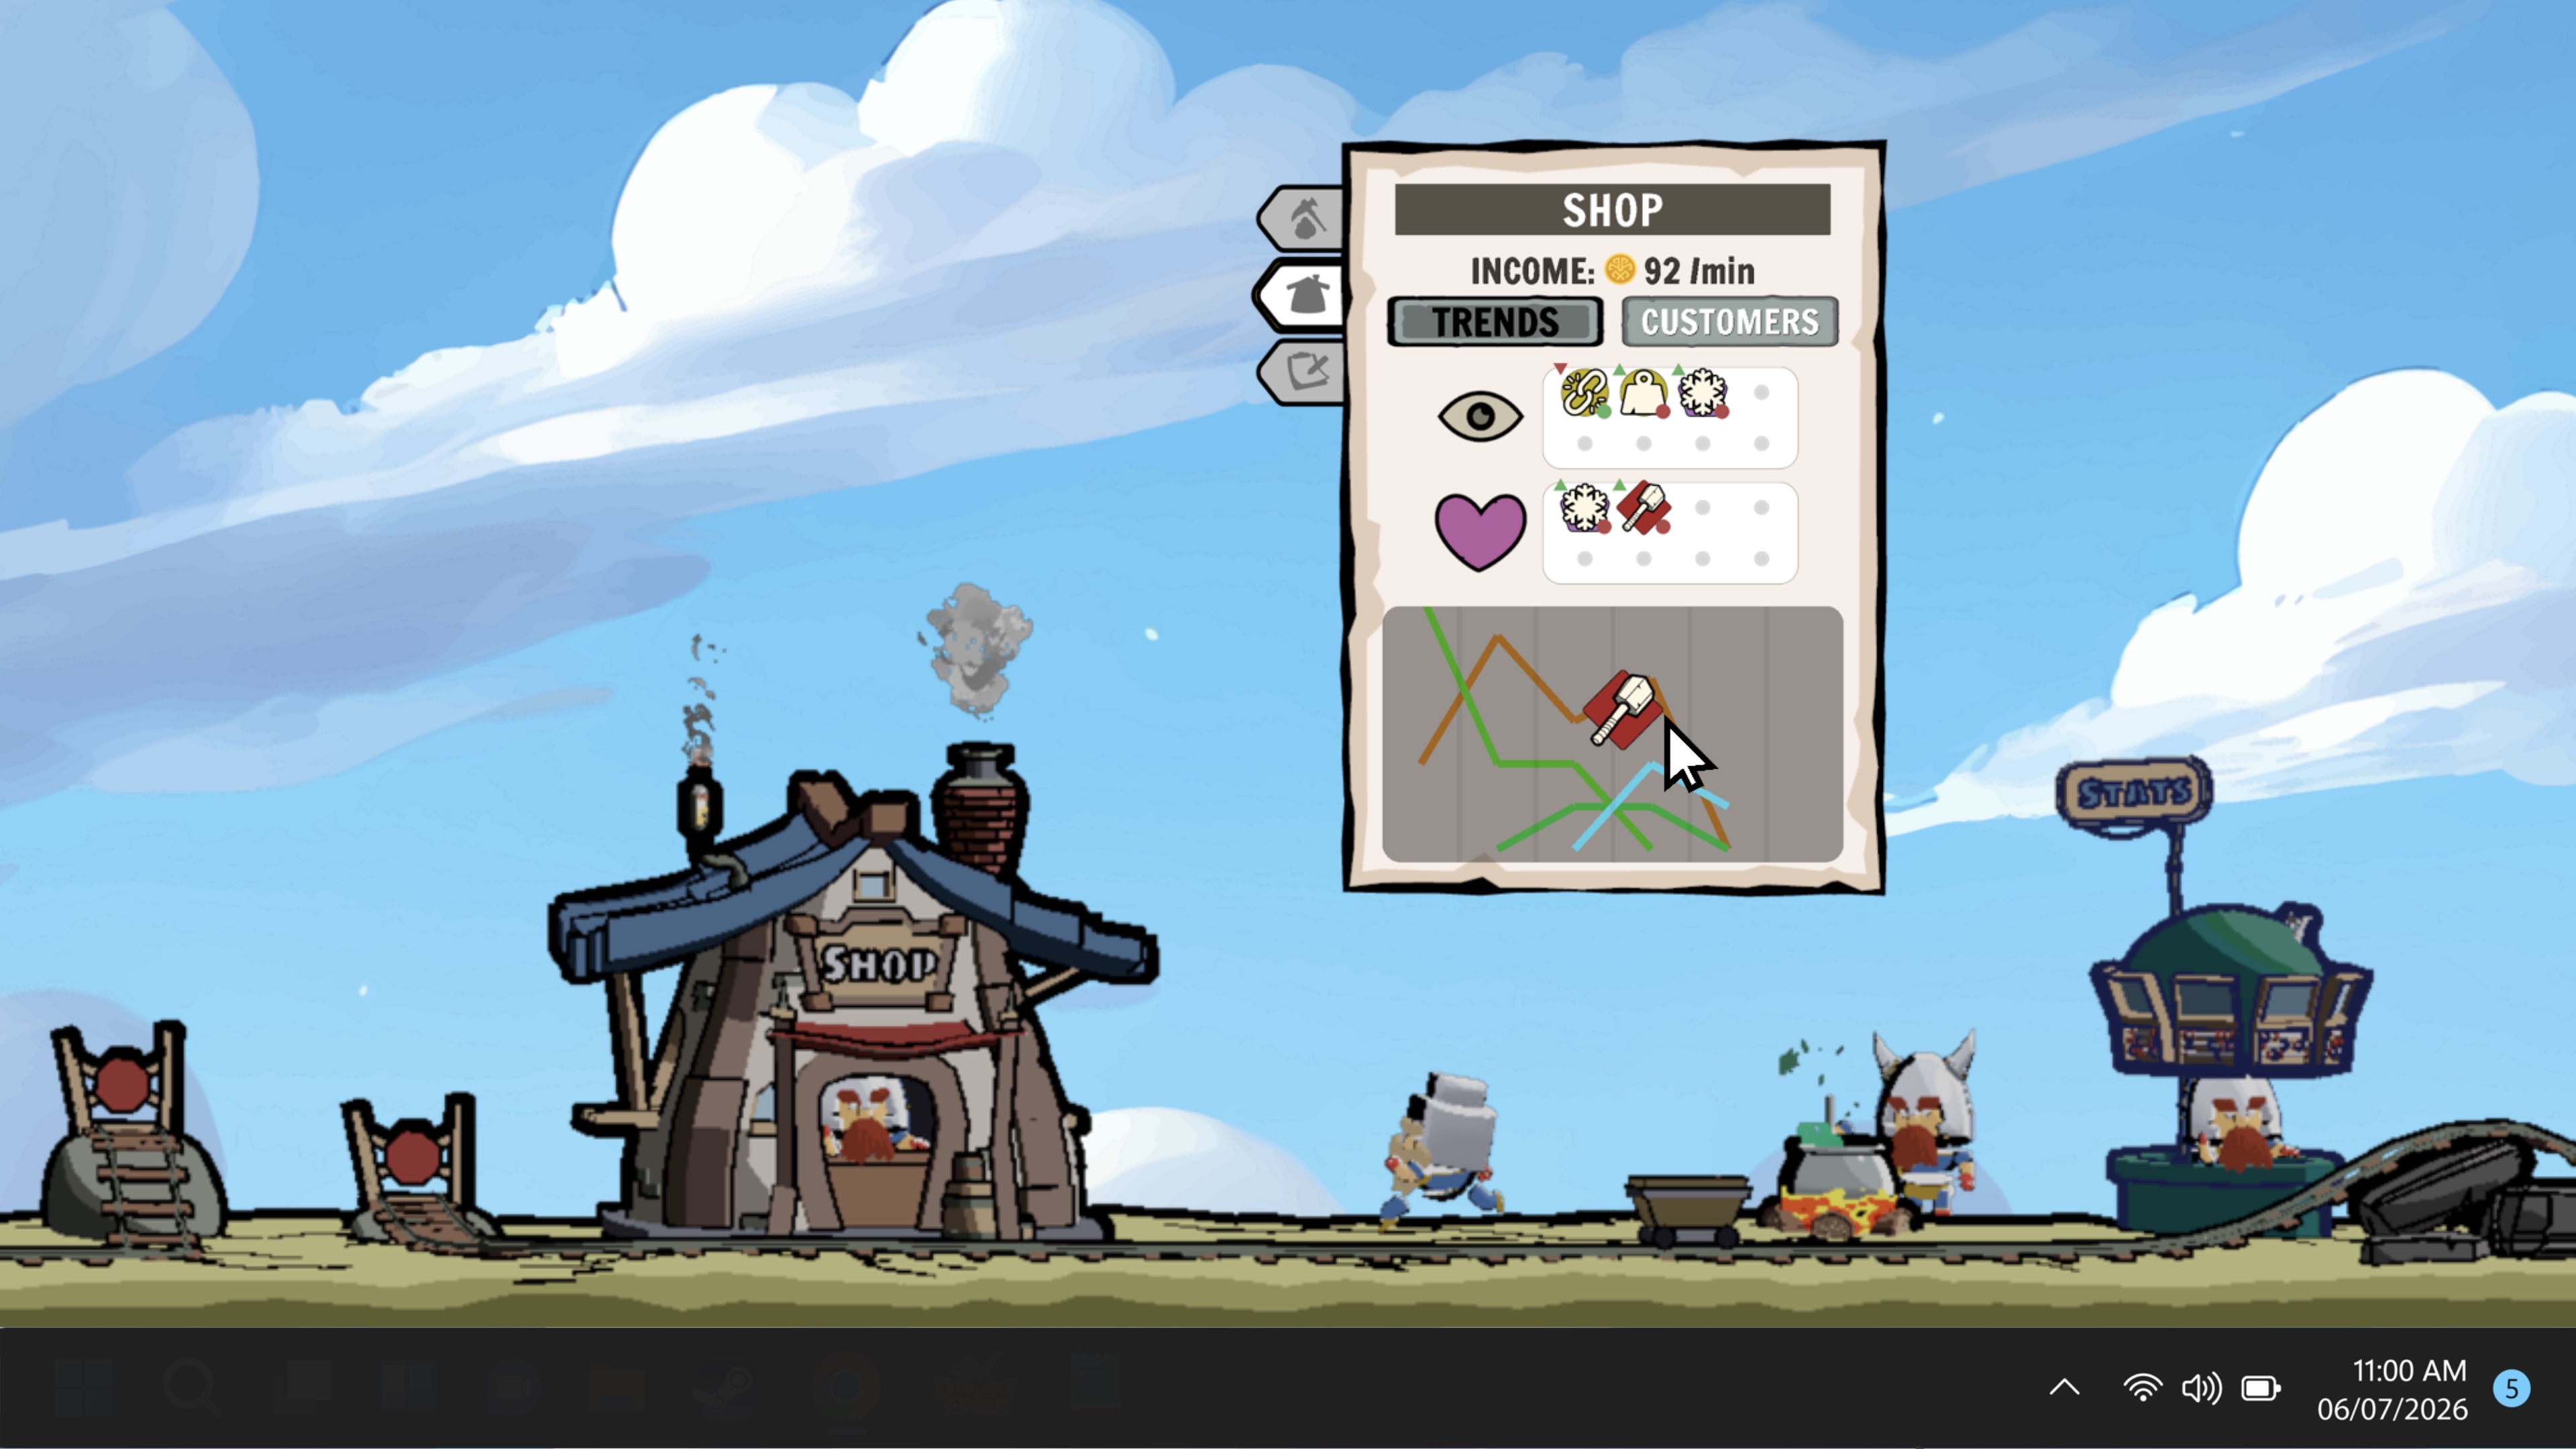 SHOP
INCOME: 92 /min
TRENDS
CUSTOMERS
STATS
SHOP
11:00 AM
06/07/2026
5